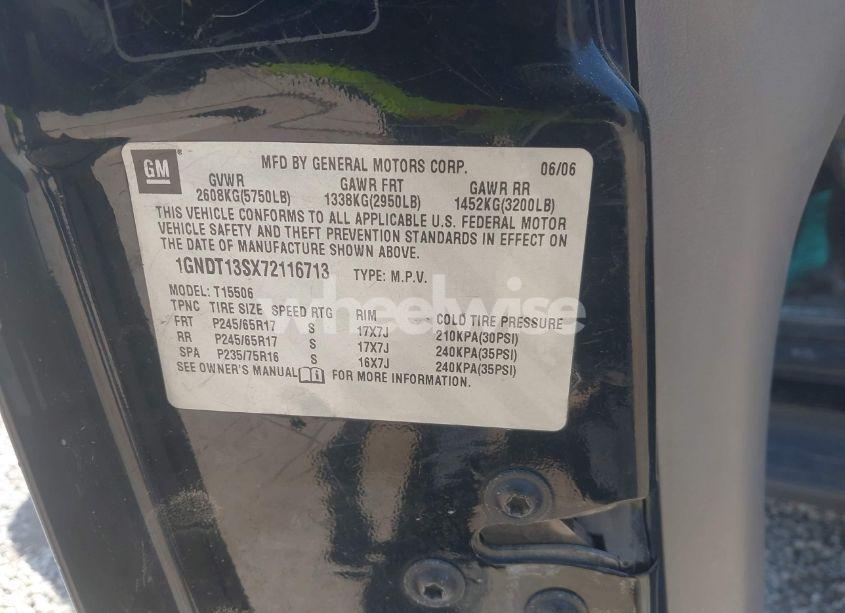 GM
MFD BY GENERAL MOTORS CORP. 06/06
GVWR GAWR FRT GAWR RR
2608KG(5750LB) 1338KG(2950LB) 1452KG(3200LB)
THIS VEHICLE CONFORMS TO ALL APPLICABLE U.S. FEDERAL MOTOR
VEHICLE SAFETY AND THEFT PREVENTION STANDARDS IN EFFECT ON
THE DATE OF MANUFACTURE SHOWN ABOVE.
1GNDT13SX72116713 TYPE: M.P.V.
MODEL: T15506
TPNC TIRE SIZE SPEED RTG RIM COLD TIRE PRESSURE
FRT P245/65R17 S 17X7J 210KPA(30PSI)
RR P245/65R17 S 17X7J 240KPA(35PSI)
SPA P235/75R16 S 16X7J 240KPA(35PSI)
SEE OWNER'S MANUAL FOR MORE INFORMATION.
wheelwise